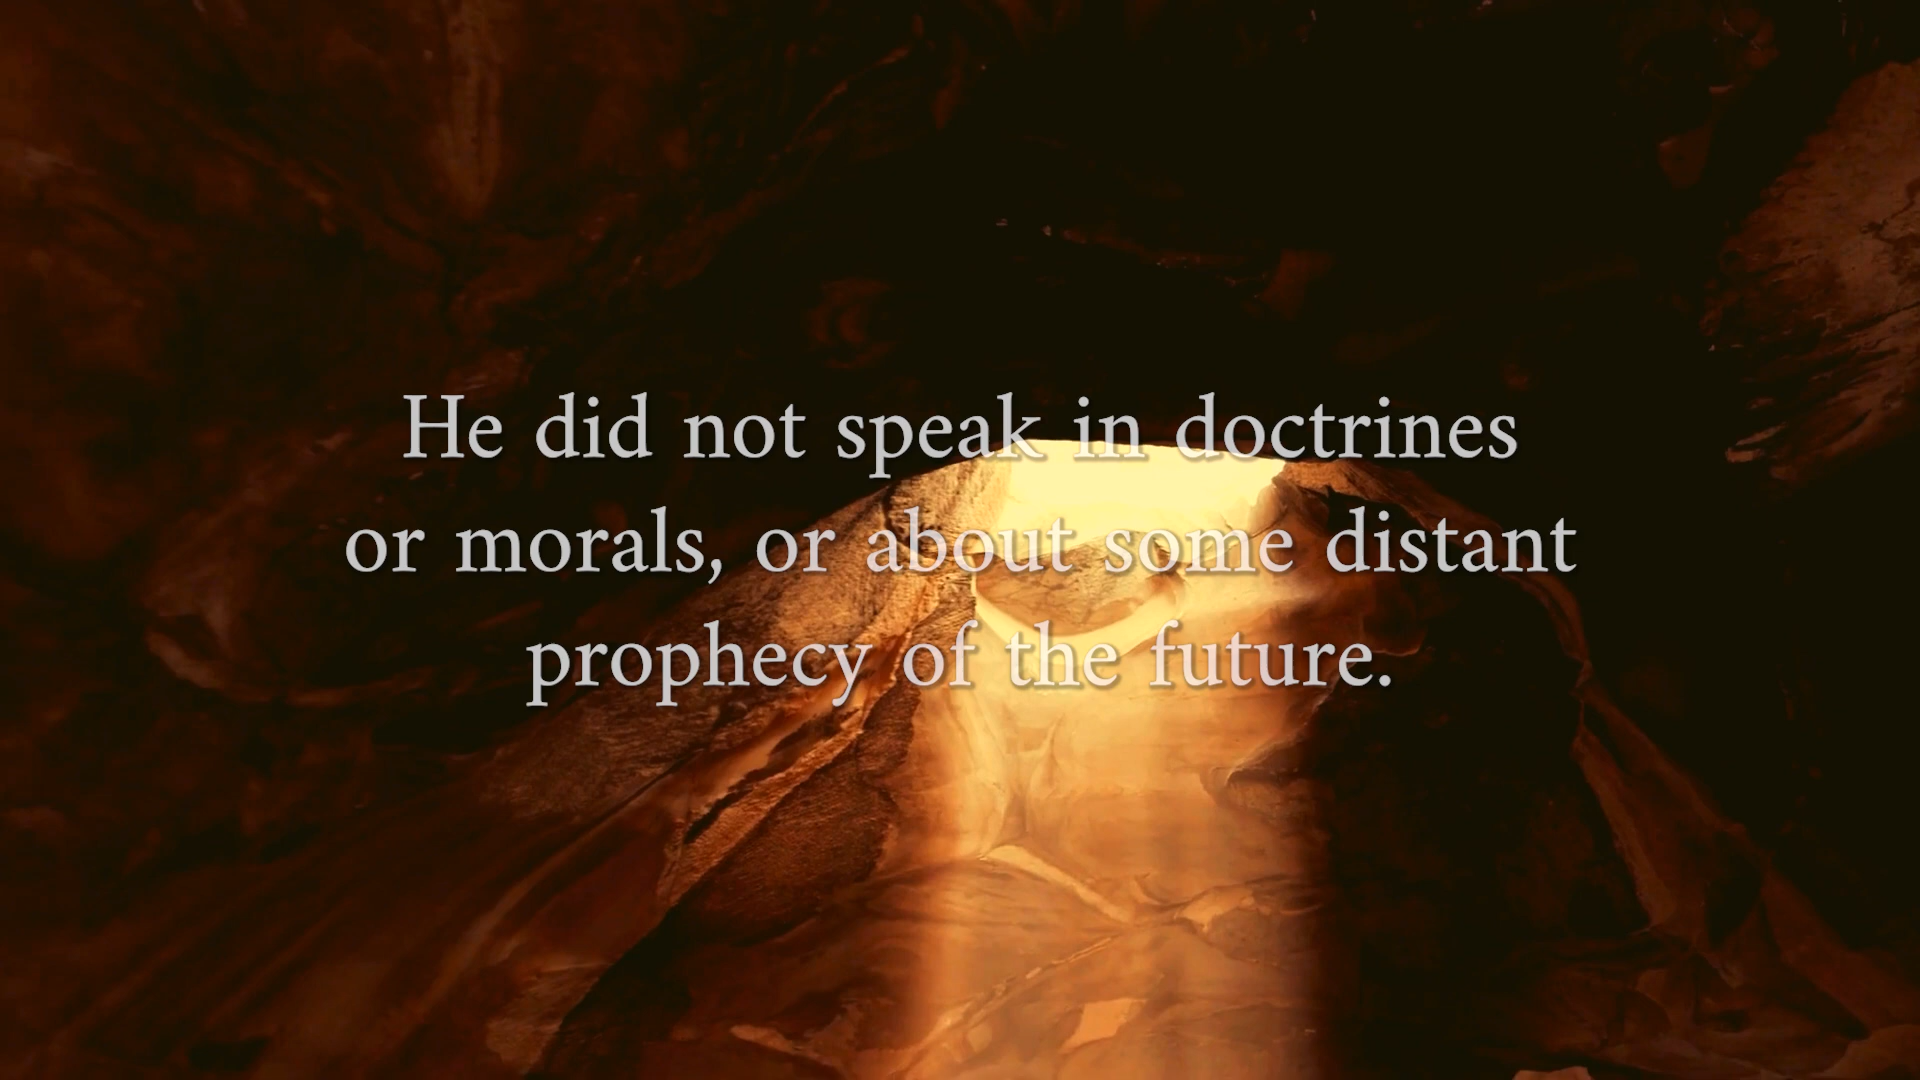 He did not speak in doctrines
or morals, or about some distant
prophecy of the future.